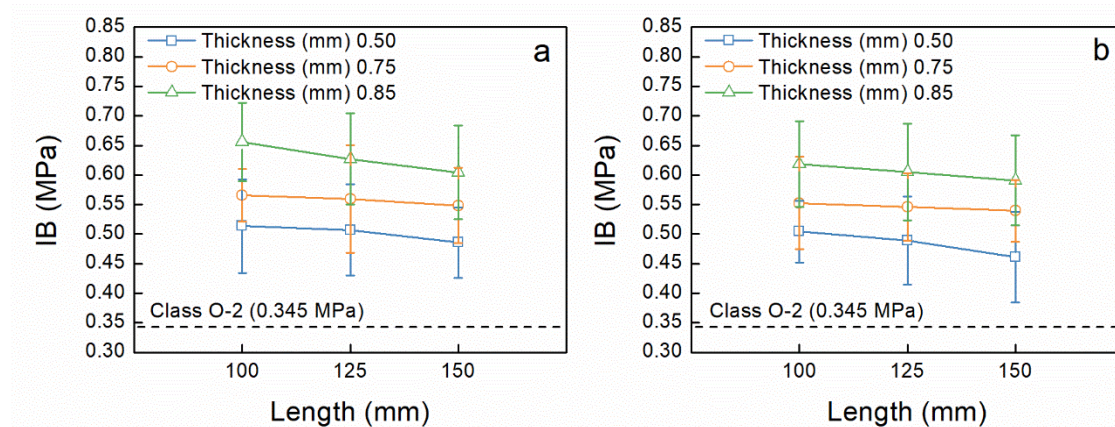 0.85
0.80
0.75
0.70
0.65
0.60
0.55
0.50
0.45
0.40
0.35
0.30
IB (MPa)
Thickness (mm) 0.50
Thickness (mm) 0.75
Thickness (mm) 0.85
a
Class O-2 (0.345 MPa)
100 125 150
Length (mm)
0.85
0.80
0.75
0.70
0.65
0.60
0.55
0.50
0.45
0.40
0.35
0.30
IB (MPa)
Thickness (mm) 0.50
Thickness (mm) 0.75
Thickness (mm) 0.85
b
Class O-2 (0.345 MPa)
100 125 150
Length (mm)